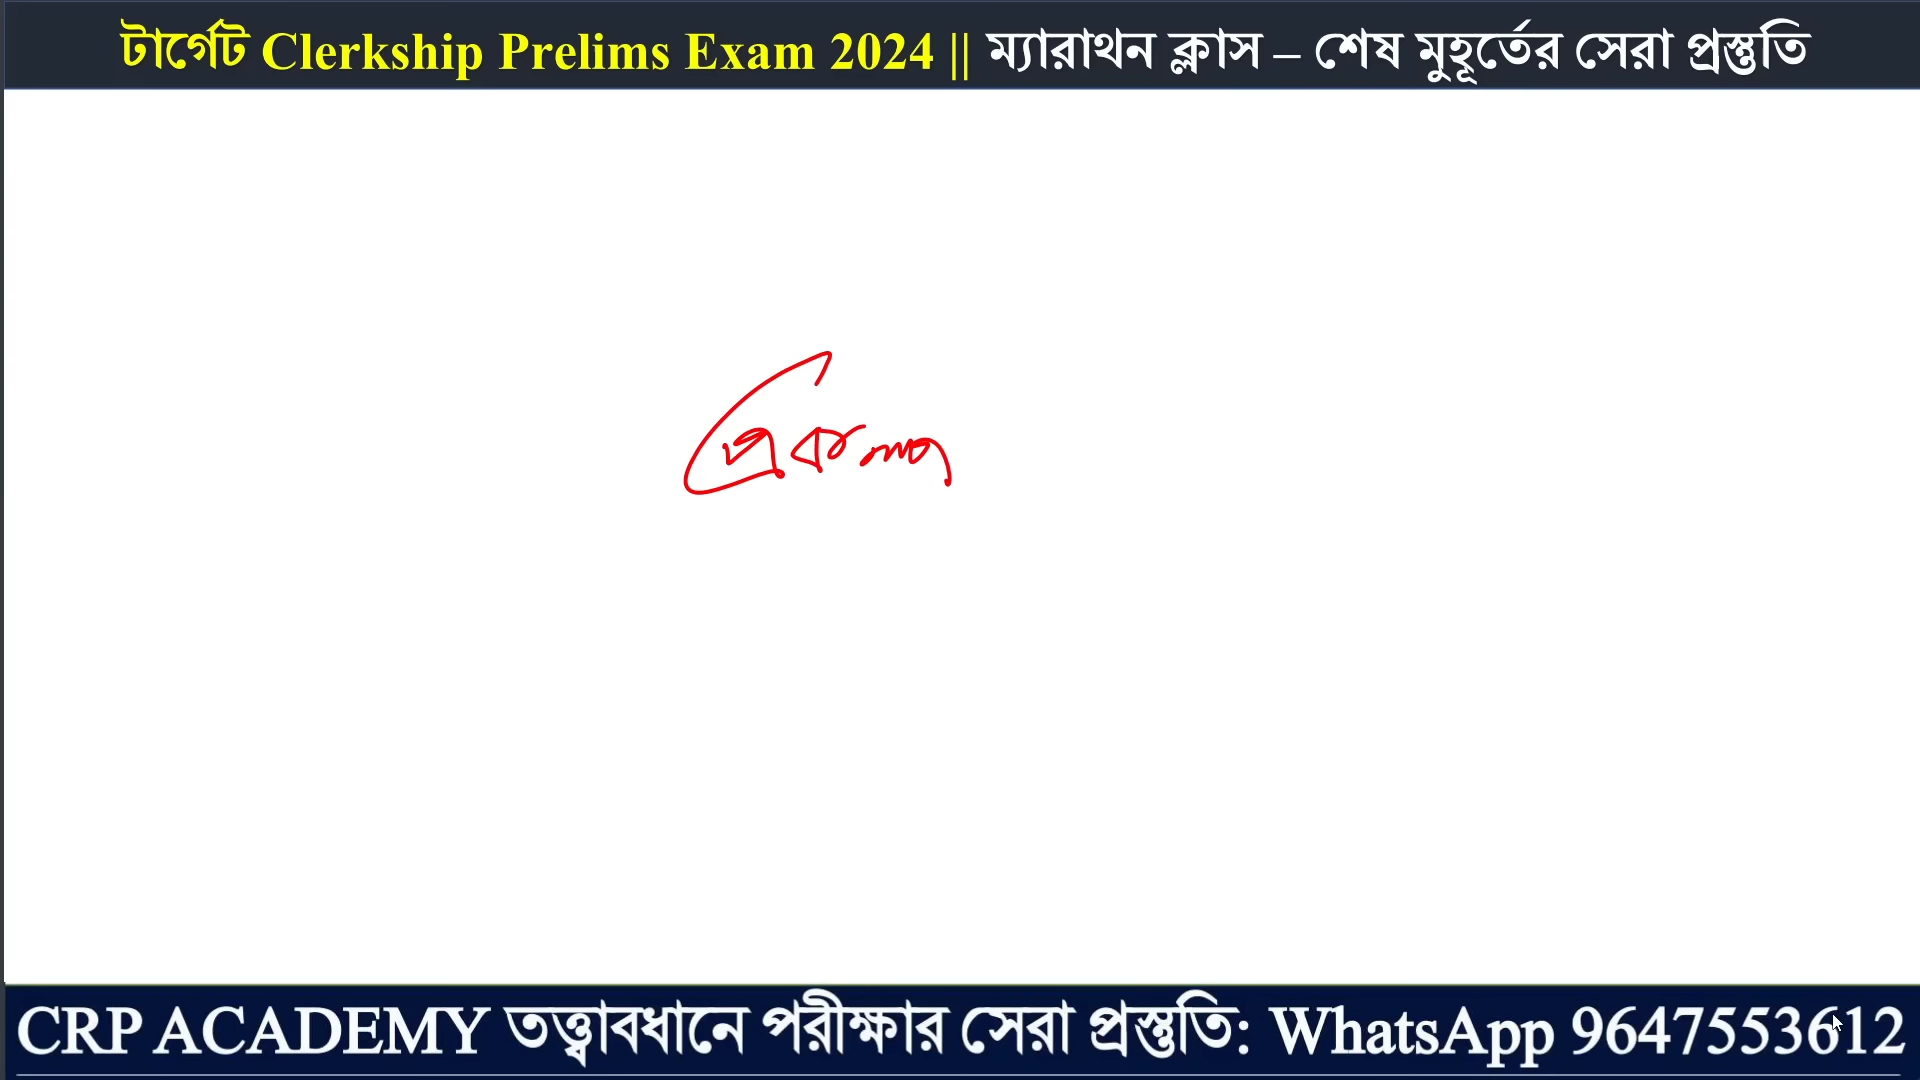 টার্গেট Clerkship Prelims Exam 2024 || ম্যারাথন ক্লাস – শেষ মুহূর্তের সেরা প্রস্তুতি
CRP ACADEMY তত্ত্বাবধানে পরীক্ষার সেরা প্রস্তুতি: WhatsApp 9647553612